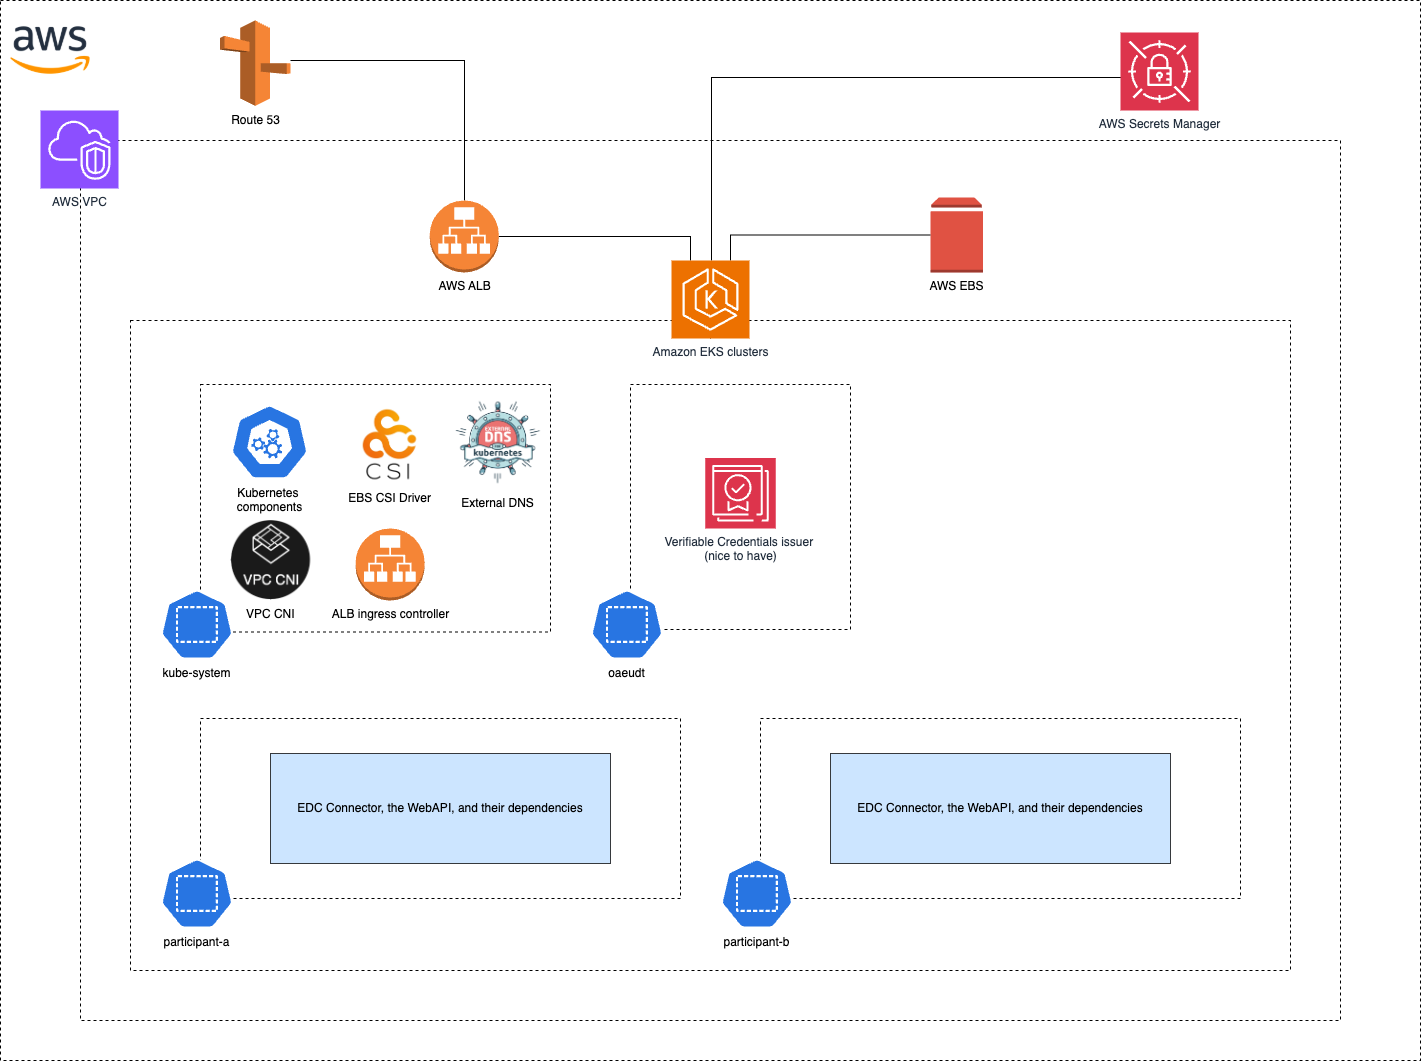 aws
Route 53
AWS Secrets Manager
AWS VPC
AWS ALB
AWS EBS
K
Amazon EKS clusters
Kubernetes
components
CSI
EBS CSI Driver
EXTERNAL
DNS
kubernetes
External DNS
VPC CNI
VPC CNI
ALB ingress controller
kube-system
Verifiable Credentials issuer
(nice to have)
oaeudt
EDC Connector, the WebAPI, and their dependencies
participant-a
EDC Connector, the WebAPI, and their dependencies
participant-b